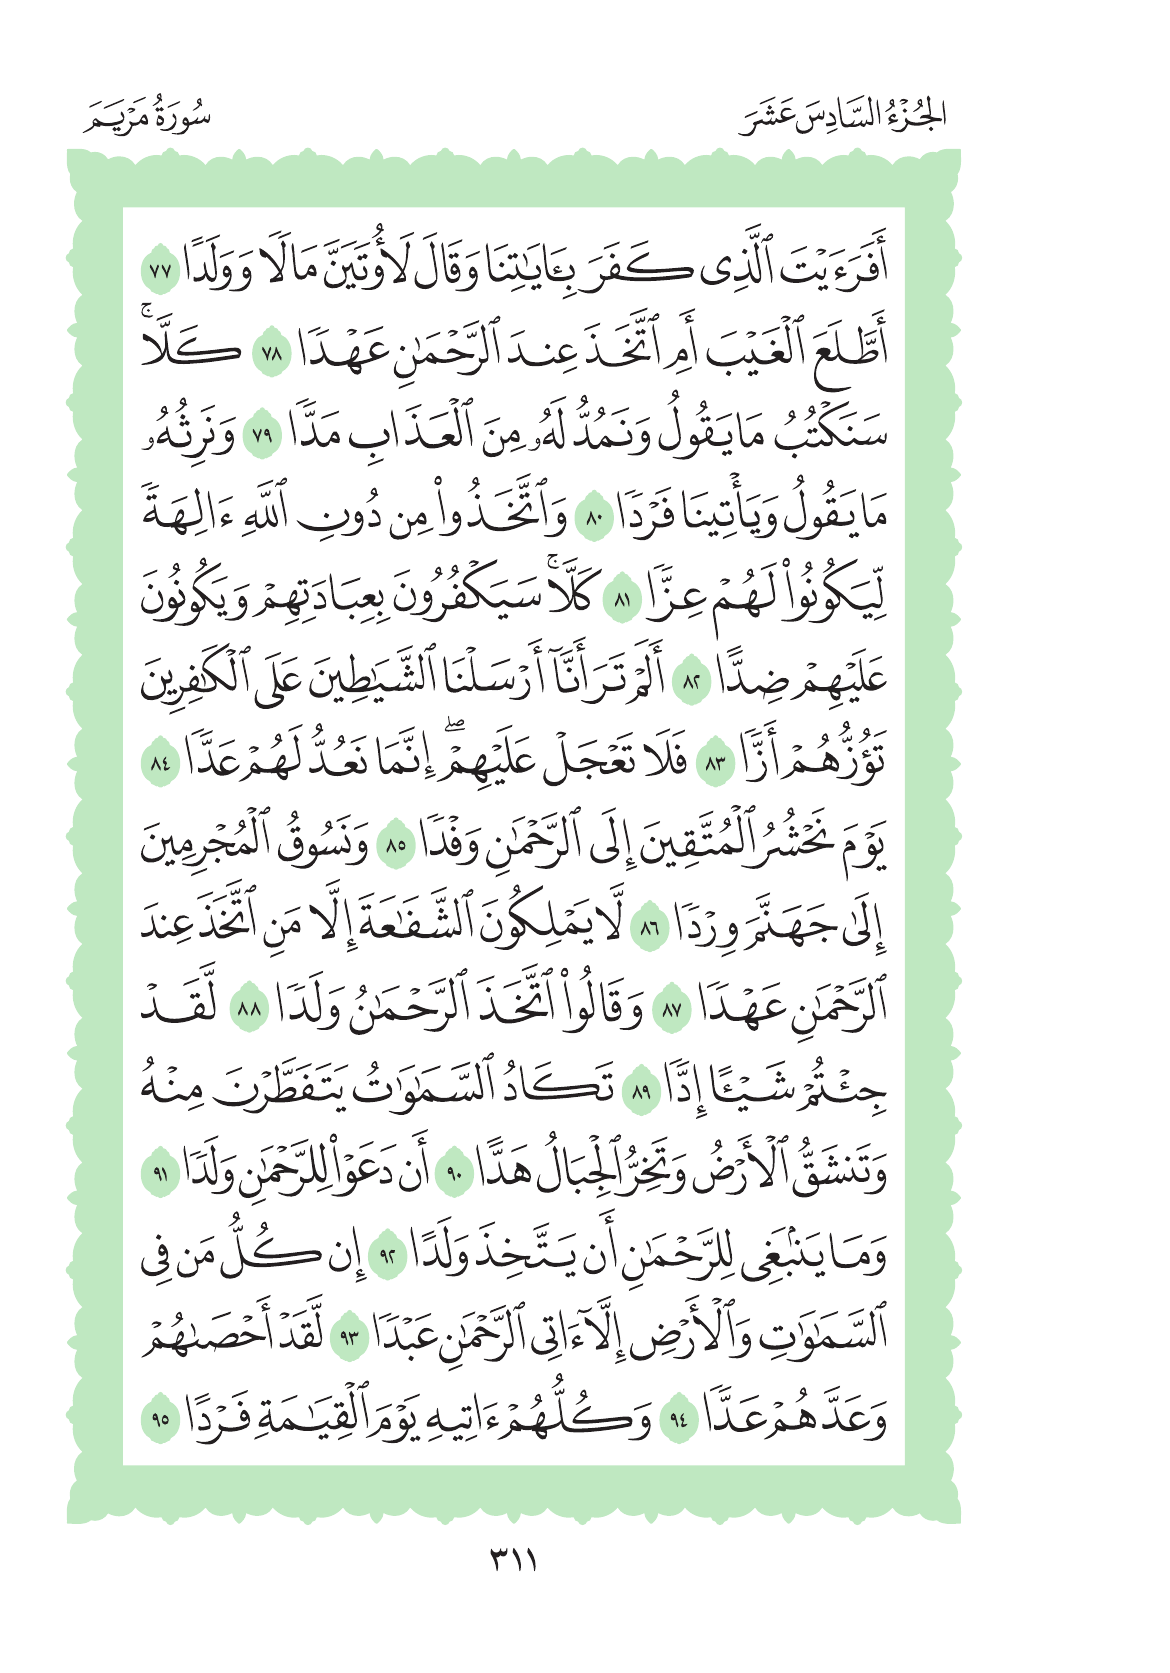 الجُزْءُ السَّادِسَ عَشَرَ
سُورَةُ مَرْيَمَ
أَفَرَءَيْتَ ٱلَّذِى كَفَرَ بِـَٔايَـٰتِنَا وَقَالَ لَأُوتَيَنَّ مَالًا وَوَلَدًا ٧٧
أَطَّلَعَ ٱلْغَيْبَ أَمِ ٱتَّخَذَ عِندَ ٱلرَّحْمَـٰنِ عَهْدًا ٧٨ كَلَّا ۚ
سَنَكْتُبُ مَا يَقُولُ وَنَمُدُّ لَهُۥ مِنَ ٱلْعَذَابِ مَدًّا ٧٩ وَنَرِثُهُۥ
مَا يَقُولُ وَيَأْتِينَا فَرْدًا ٨٠ وَٱتَّخَذُوا۟ مِن دُونِ ٱللَّهِ ءَالِهَةً
لِّيَكُونُوا۟ لَهُمْ عِزًّا ٨١ كَلَّا ۚ سَيَكْفُرُونَ بِعِبَادَتِهِمْ وَيَكُونُونَ
عَلَيْهِمْ ضِدًّا ٨٢ أَلَمْ تَرَ أَنَّآ أَرْسَلْنَا ٱلشَّيَـٰطِينَ عَلَى ٱلْكَـٰفِرِينَ
تَؤُزُّهُمْ أَزًّا ٨٣ فَلَا تَعْجَلْ عَلَيْهِمْ ۖ إِنَّمَا نَعُدُّ لَهُمْ عَدًّا ٨٤
يَوْمَ نَحْشُرُ ٱلْمُتَّقِينَ إِلَى ٱلرَّحْمَـٰنِ وَفْدًا ٨٥ وَنَسُوقُ ٱلْمُجْرِمِينَ
إِلَىٰ جَهَنَّمَ وِرْدًا ٨٦ لَّا يَمْلِكُونَ ٱلشَّفَـٰعَةَ إِلَّا مَنِ ٱتَّخَذَ عِندَ
ٱلرَّحْمَـٰنِ عَهْدًا ٨٧ وَقَالُوا۟ ٱتَّخَذَ ٱلرَّحْمَـٰنُ وَلَدًا ٨٨ لَّقَدْ
جِئْتُمْ شَيْـًٔا إِدًّا ٨٩ تَكَادُ ٱلسَّمَـٰوَٰتُ يَتَفَطَّرْنَ مِنْهُ
وَتَنشَقُّ ٱلْأَرْضُ وَتَخِرُّ ٱلْجِبَالُ هَدًّا ٩٠ أَن دَعَوْا۟ لِلرَّحْمَـٰنِ وَلَدًا ٩١
وَمَا يَنۢبَغِى لِلرَّحْمَـٰنِ أَن يَتَّخِذَ وَلَدًا ٩٢ إِن كُلُّ مَن فِى
ٱلسَّمَـٰوَٰتِ وَٱلْأَرْضِ إِلَّآ ءَاتِى ٱلرَّحْمَـٰنِ عَبْدًا ٩٣ لَّقَدْ أَحْصَىٰهُمْ
وَعَدَّهُمْ عَدًّا ٩٤ وَكُلُّهُمْ ءَاتِيهِ يَوْمَ ٱلْقِيَـٰمَةِ فَرْدًا ٩٥
٣١١